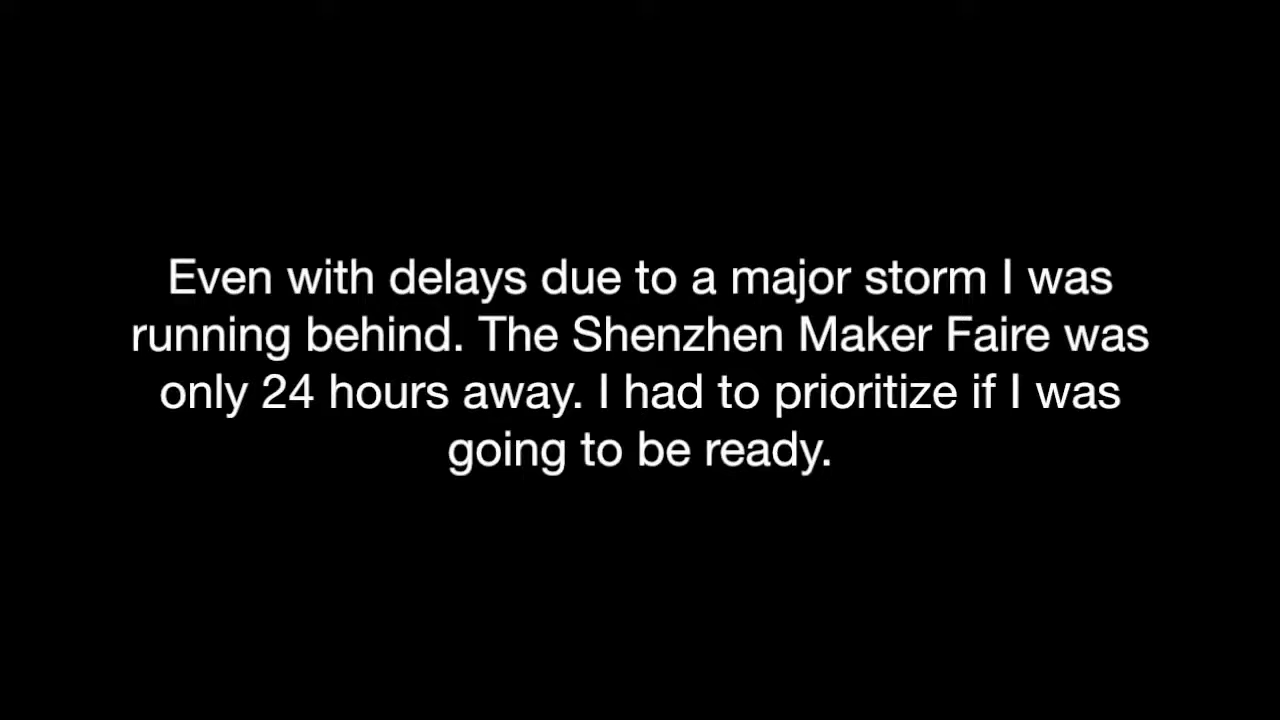 Even with delays due to a major storm I was
running behind. The Shenzhen Maker Faire was
only 24 hours away. I had to prioritize if I was
going to be ready.